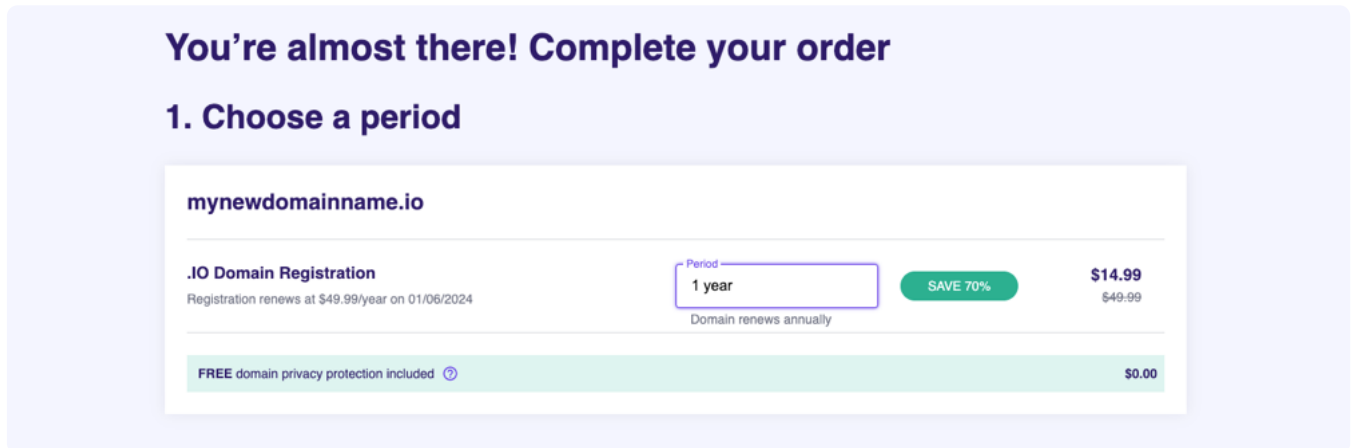 You’re almost there! Complete your order
1. Choose a period
mynewdomainname.io
.IO Domain Registration
Registration renews at $49.99/year on 01/06/2024
Period
1 year
Domain renews annually
SAVE 70%
$14.99
$49.99
FREE domain privacy protection included ?
$0.00